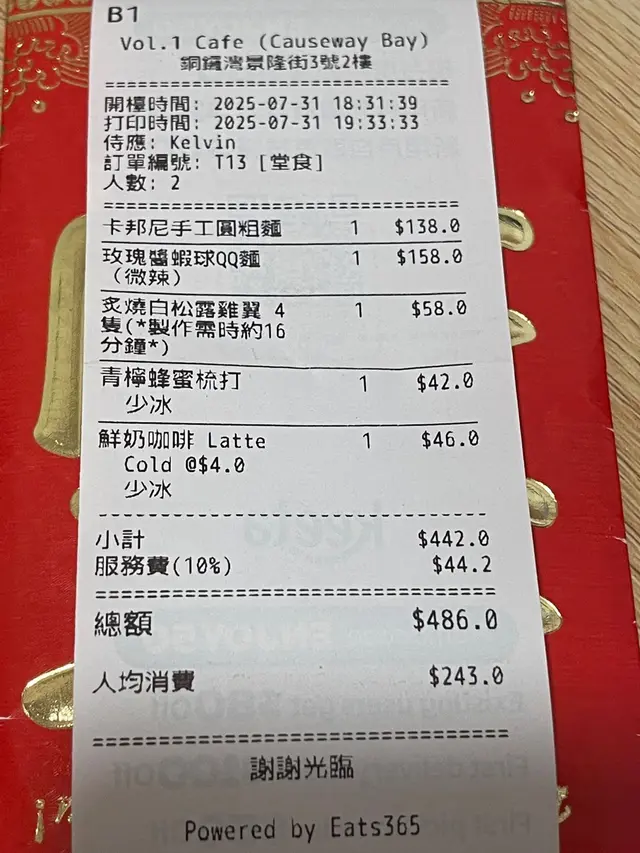 B1
Vol.1 Cafe (Causeway Bay)
銅鑼灣景隆街3號2樓
開檯時間: 2025-07-31 18:31:39
打印時間: 2025-07-31 19:33:33
侍應: Kelvin
訂單編號: T13 [堂食]
人數: 2
卡邦尼手工圓粗麵 1 $138.0
玫瑰醬蝦球QQ麵 1 $158.0
(微辣)
炙燒白松露雞翼 4 1 $58.0
隻(*製作需時約16
分鐘*)
青檸蜂蜜梳打 1 $42.0
少冰
鮮奶咖啡 Latte 1 $46.0
Cold @$4.0
少冰
小計 $442.0
服務費(10%) $44.2
總額 $486.0
人均消費 $243.0
謝謝光臨
Powered by Eats365